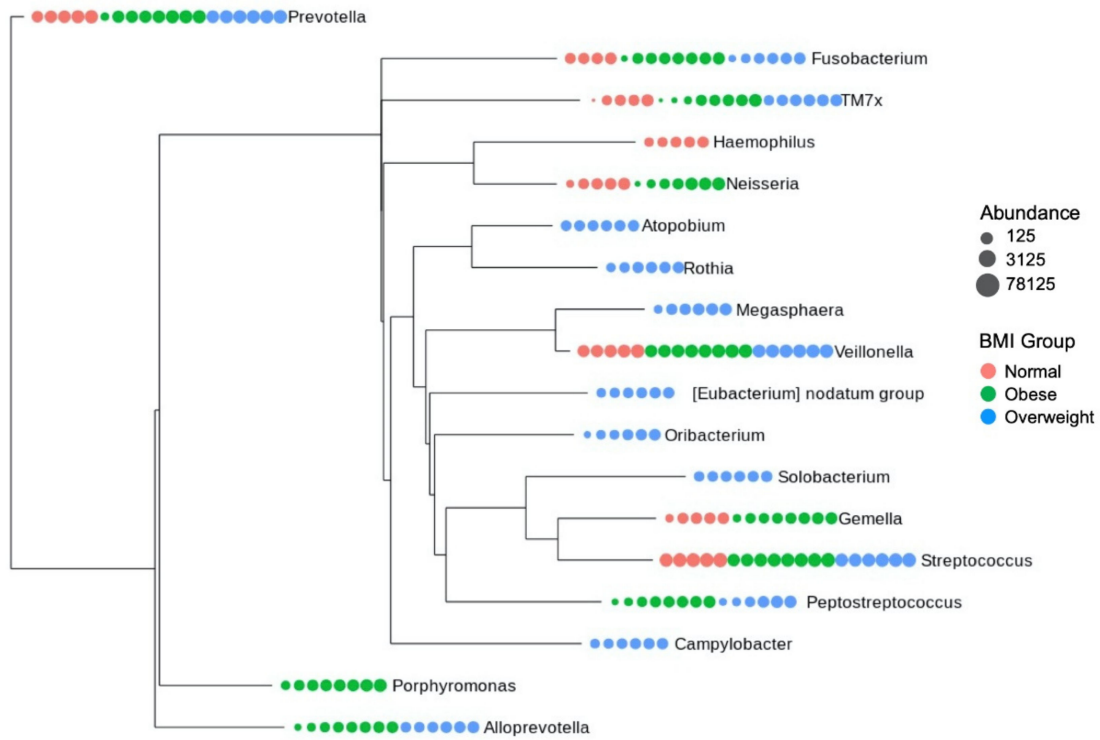 Prevotella
Fusobacterium
TM7x
Haemophilus
Neisseria
Atopobium
Rothia
Megasphaera
Veillonella
[Eubacterium] nodatum group
Oribacterium
Solobacterium
Gemella
Streptococcus
Peptostreptococcus
Campylobacter
Porphyromonas
Alloprevotella
Abundance
125
3125
78125
BMI Group
Normal
Obese
Overweight